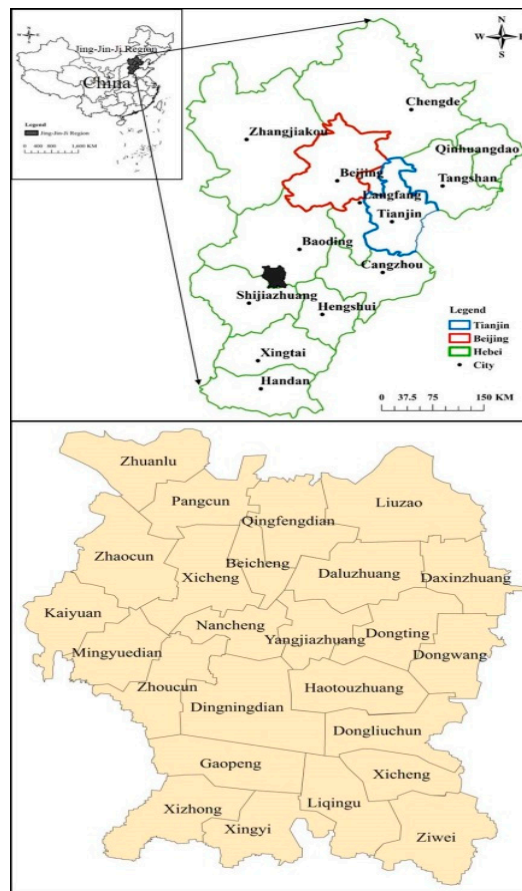 Jing-Jin-Ji Region
China
Legend
Jing-Jin-Ji Region
N
W E
S
N
W E
S
Chengde
Zhangjiakou
Qinhuangdao
Beijing
Tangshan
Langfang
Tianjin
Baoding
Cangzhou
Shijiazhuang
Hengshui
Xingtai
Handan
Legend
Tianjin
Beijing
Hebei
City
0 37.5 75 150 KM
Zhuanlu
Pangcun
Liuzao
Qingfengdian
Zhaocun
Beicheng
Xicheng
Daluzhuang
Daxinzhuang
Kaiyuan
Nancheng
Yangjiazhuang
Dongting
Mingyuedian
Dongwang
Zhoucun
Haotouzhuang
Dingningdian
Dongliuchun
Gaopeng
Xicheng
Xizhong
Liqingu
Xingyi
Ziwei